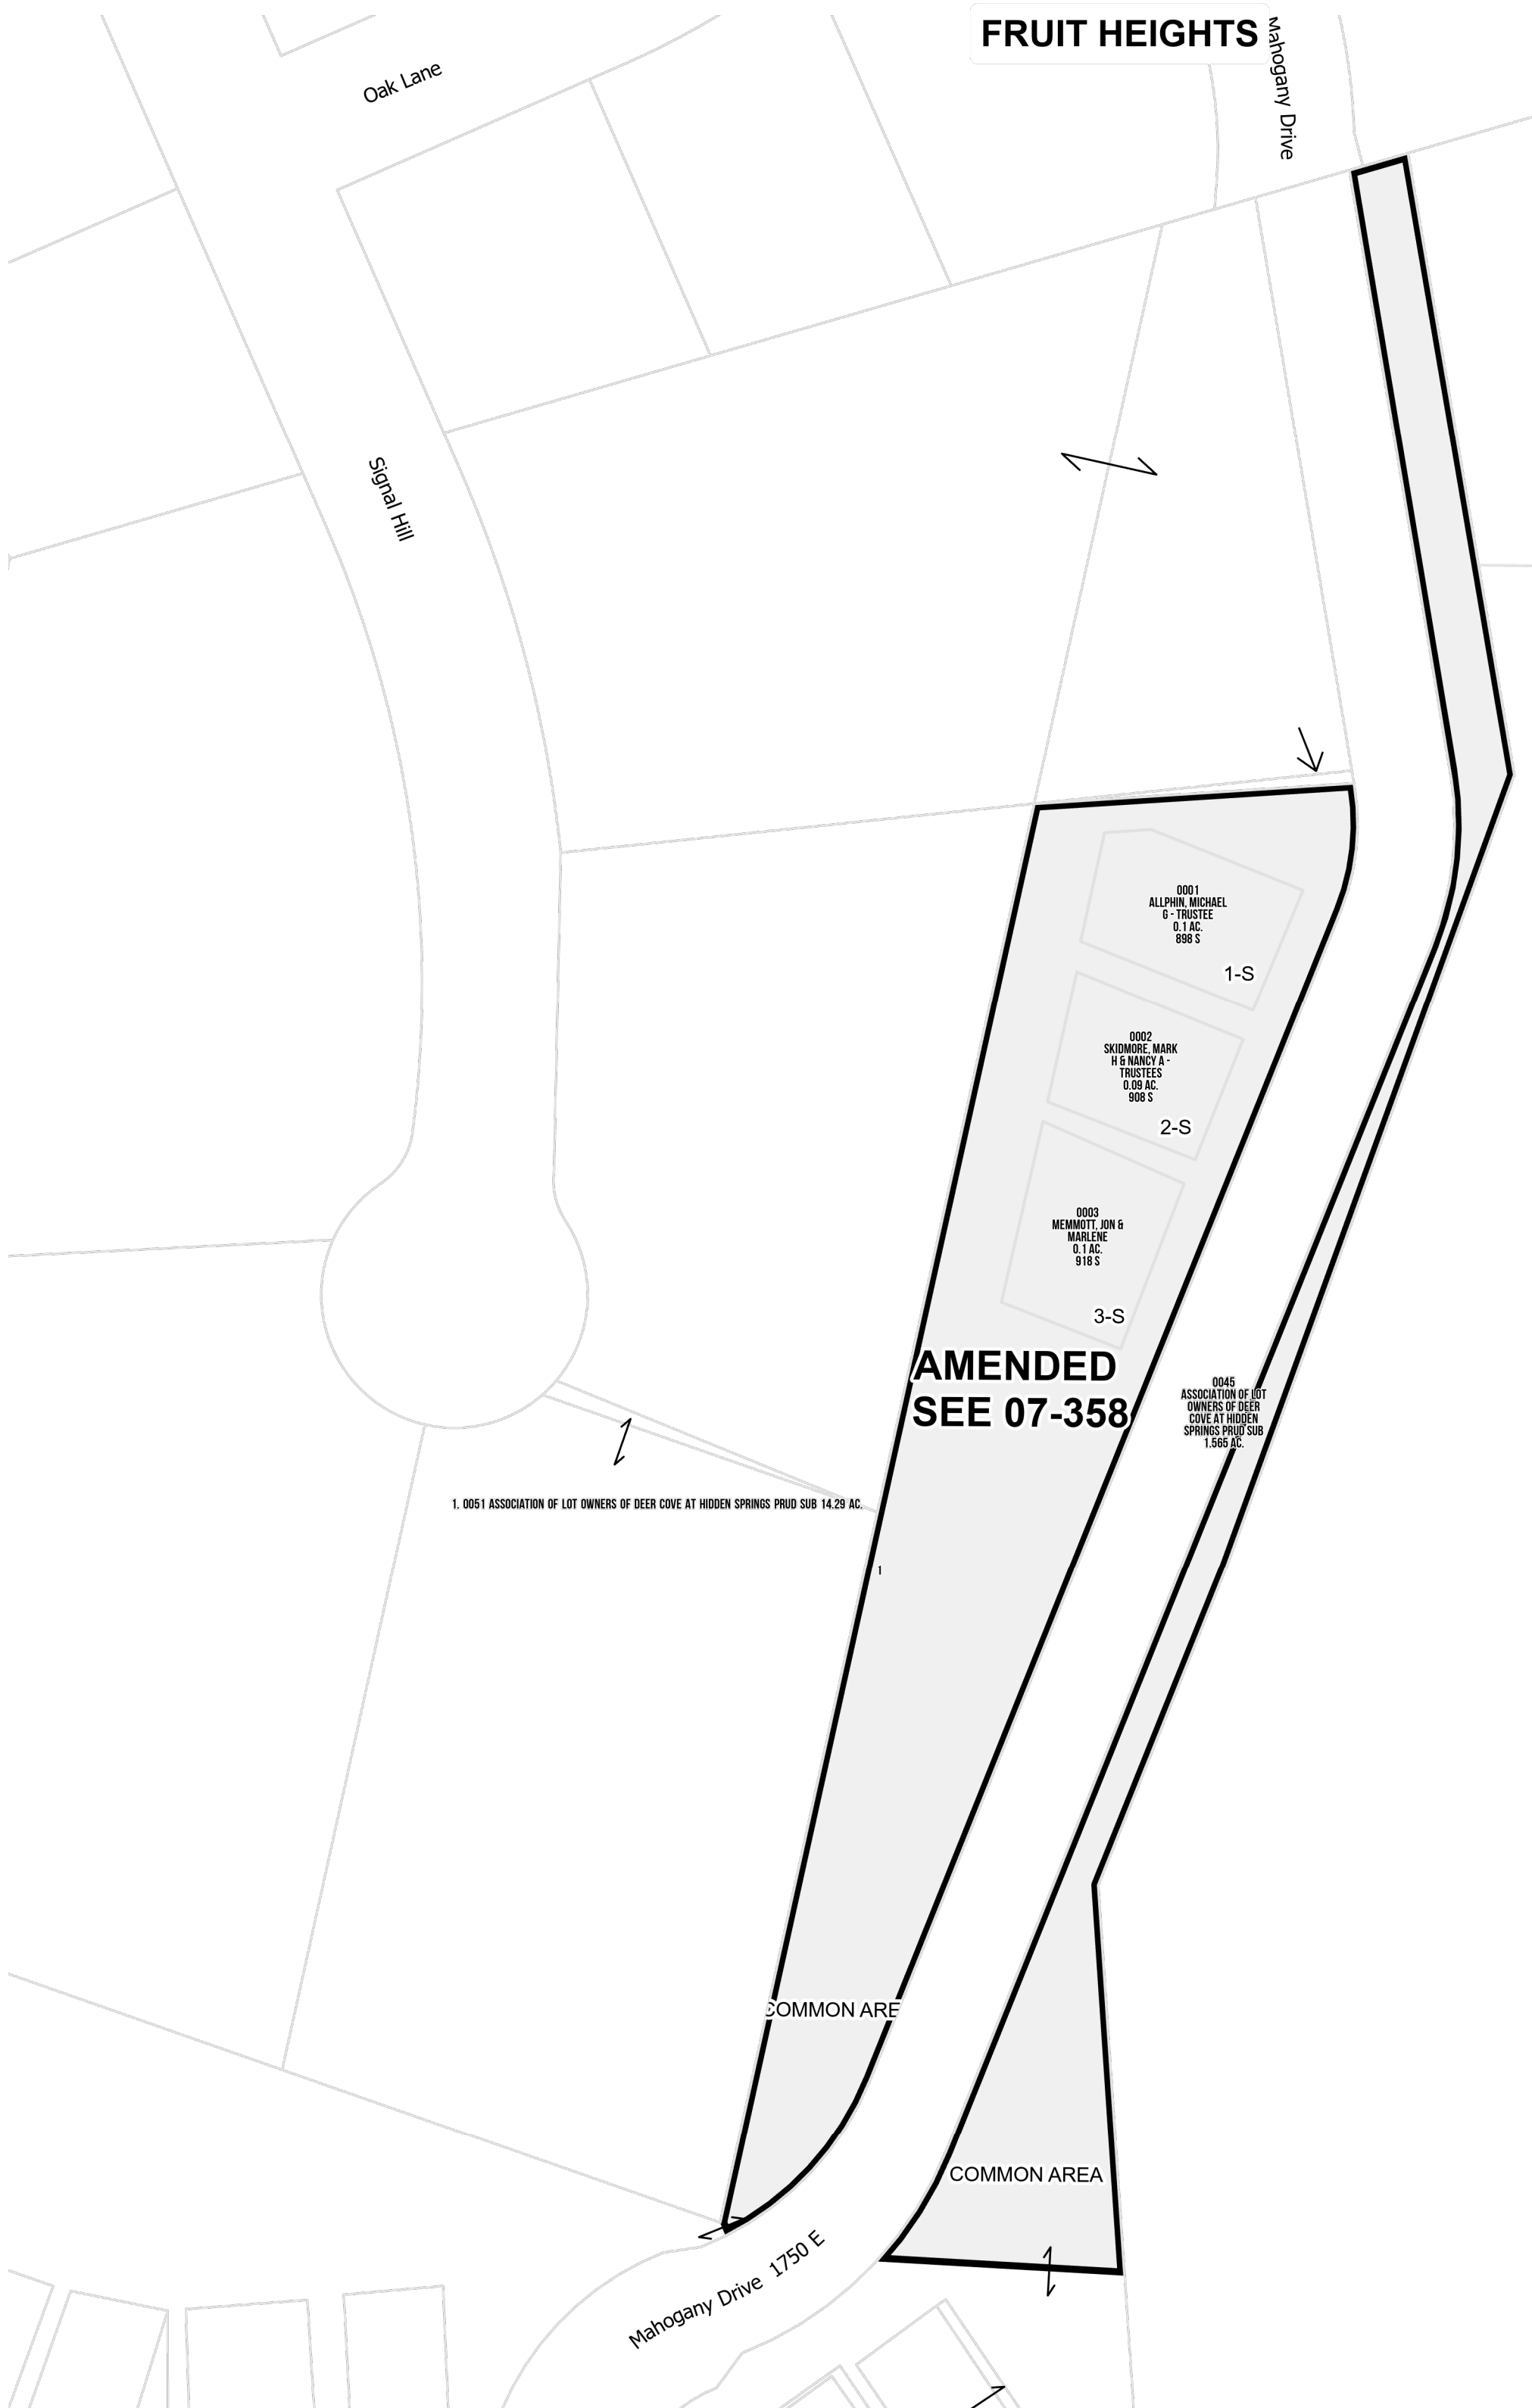 FRUIT HEIGHTS
Mahogany Drive
Oak Lane
Signal Hill
0001
ALLPHIN, MICHAEL
G - TRUSTEE
0.1 AC.
898 S
1-S
0002
SKIDMORE, MARK
H & NANCY A -
TRUSTEES
0.09 AC.
908 S
2-S
0003
MEMMOTT, JON &
MARLENE
0.1 AC.
918 S
3-S
AMENDED
SEE 07-358
0045
ASSOCIATION OF LOT
OWNERS OF DEER
COVE AT HIDDEN
SPRINGS PRUD SUB
1.565 AC.
1. 0051 ASSOCIATION OF LOT OWNERS OF DEER COVE AT HIDDEN SPRINGS PRUD SUB 14.29 AC.
1
COMMON ARE
COMMON AREA
Mahogany Drive 1750 E